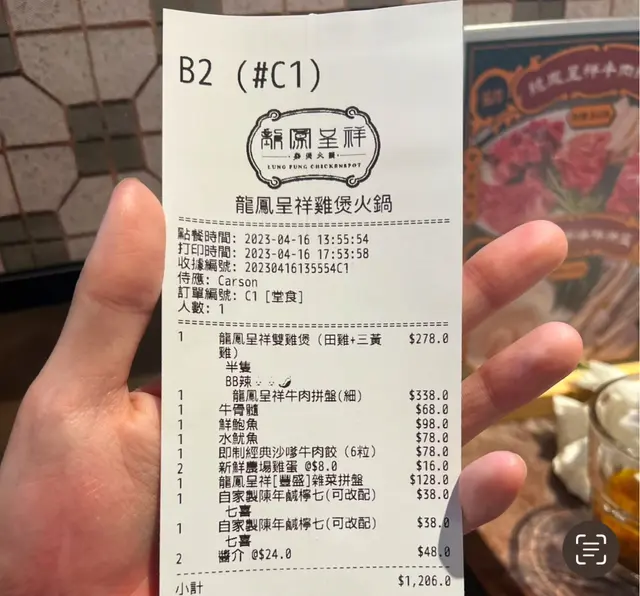 B2 (#C1)
龍鳳呈祥
雞煲火鍋
LUNG FUNG CHICKENSPOT
龍鳳呈祥雞煲火鍋
點餐時間: 2023-04-16 13:55:54
打印時間: 2023-04-16 17:53:58
收據編號: 20230416135554C1
侍應: Carson
訂單編號: C1 [堂食]
人數: 1
1 龍鳳呈祥雙雞煲 (田雞+三黃 $278.0
雞)
半隻
BB辣
1 龍鳳呈祥牛肉拼盤(細) $338.0
1 牛骨髓 $68.0
1 鮮鮑魚 $98.0
1 水魷魚 $78.0
1 即制經典沙嗲牛肉餃 (6粒) $78.0
2 新鮮農場雞蛋 @$8.0 $16.0
1 龍鳳呈祥[豐盛]雜菜拼盤 $128.0
1 自家製陳年鹹檸七(可改配) $38.0
七喜
1 自家製陳年鹹檸七(可改配) $38.0
七喜
2 醬介 @$24.0 $48.0
小計 $1,206.0